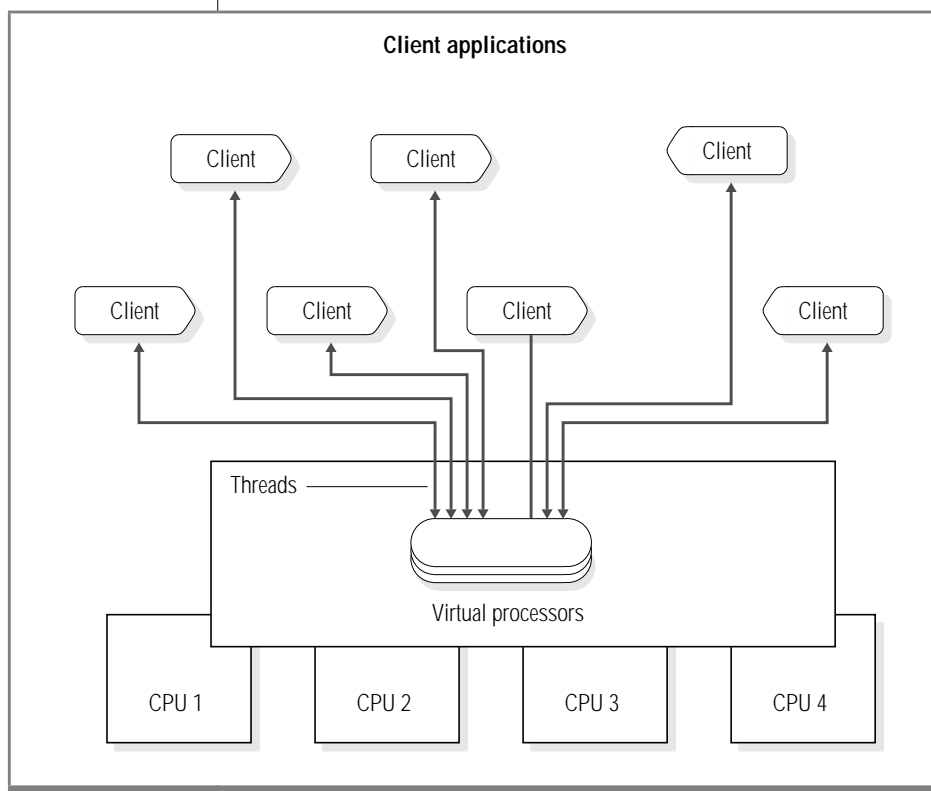 Client applications
Client
Client
Client
Client
Client
Client
Client
Threads
Virtual processors
CPU 1
CPU 2
CPU 3
CPU 4